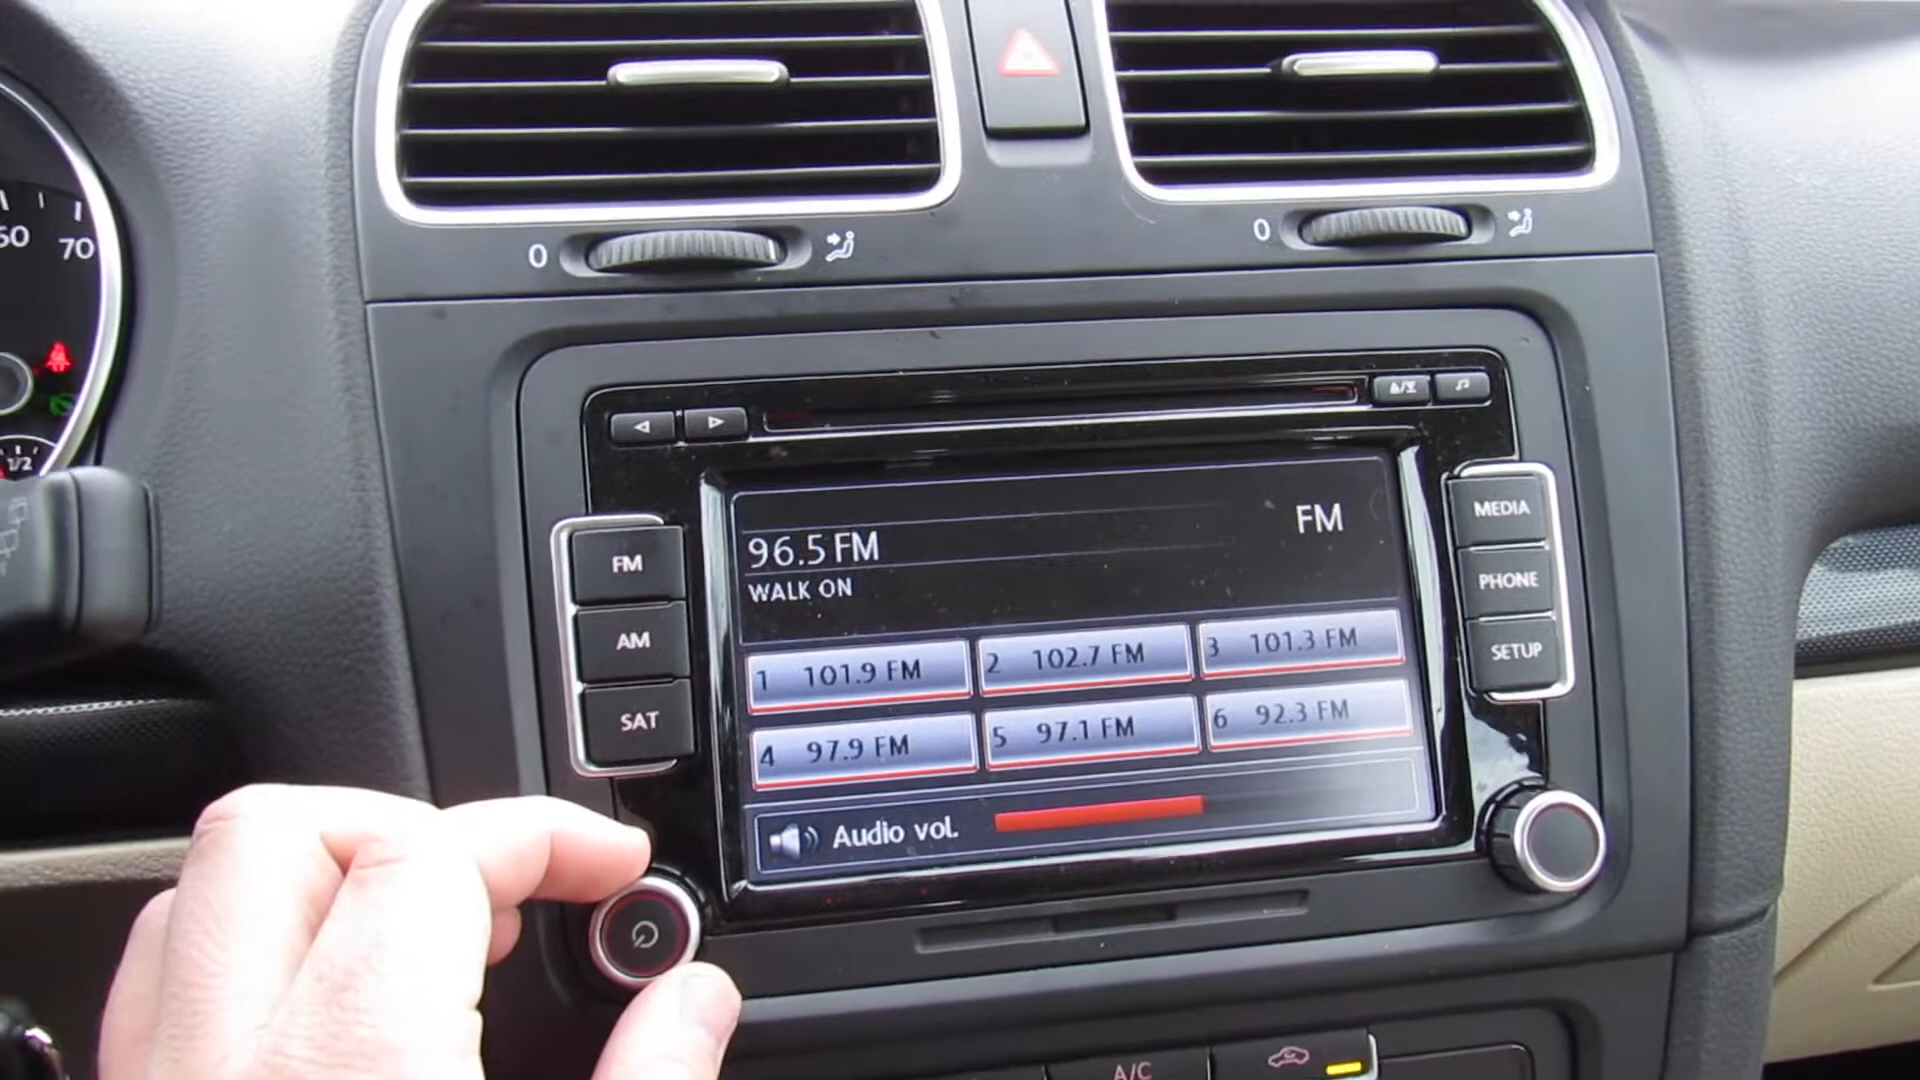 0
0
60
70
1/2
FM
AM
SAT
MEDIA
PHONE
SETUP
FM
96.5 FM
WALK ON
1 101.9 FM
2 102.7 FM
3 101.3 FM
4 97.9 FM
5 97.1 FM
6 92.3 FM
Audio vol.
A/C